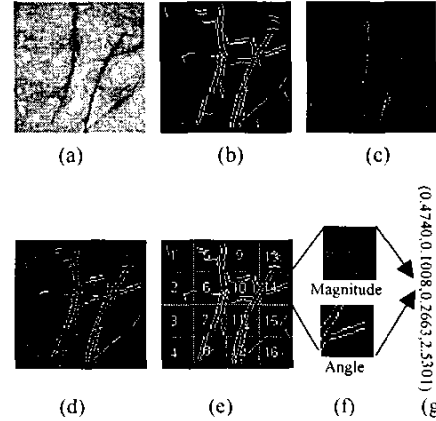 (a)
(b)
(c)
1 5 9 13
2 6 10 14
3 7 11 15
4 8 12 16
Magnitude
Angle
(0.4740,0.1008,0.2663,2.5301)
(d)
(e)
(f)
(g